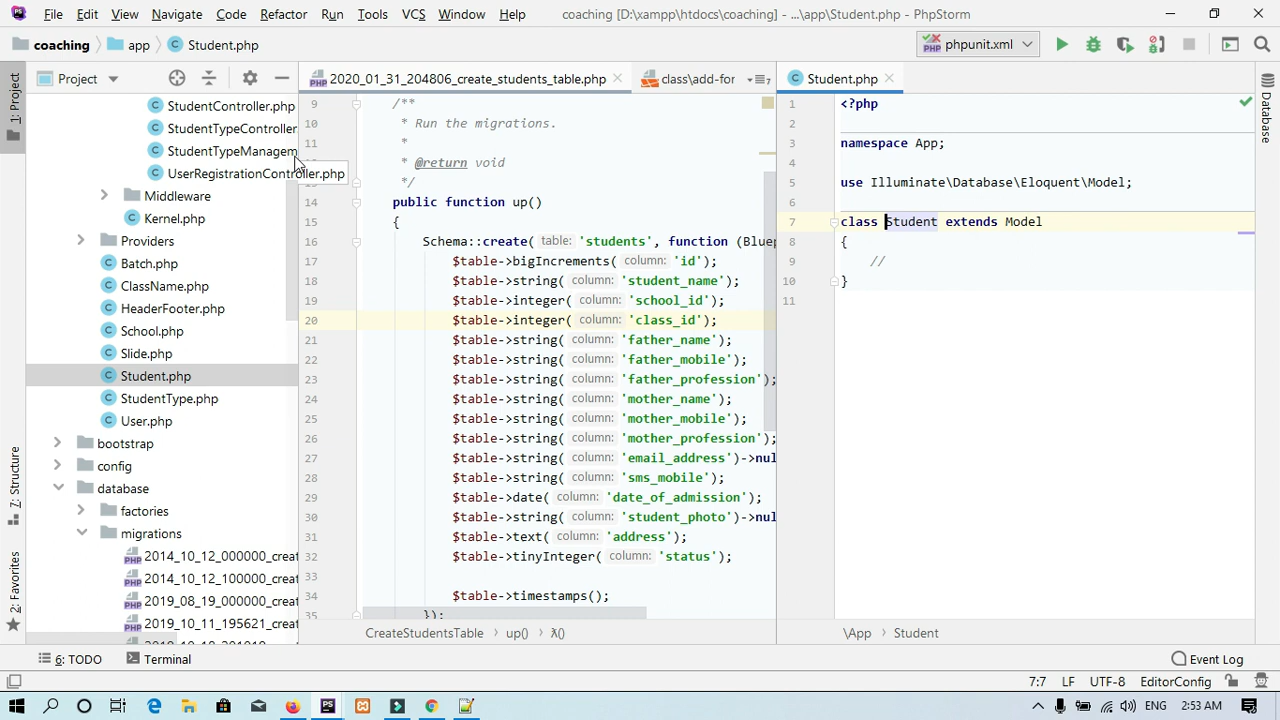 File Edit View Navigate Code Refactor Run Tools VCS Window Help coaching [D:\xampp\htdocs\coaching] - ...\app\Student.php - PhpStorm
coaching app Student.php phpunit.xml
Project
2020_01_31_204806_create_students_table.php class\add-for Student.php
1: Project
7: Structure
2: Favorites
Database
StudentController.php
StudentTypeController
StudentTypeManagem
UserRegistrationController.php
Middleware
Kernel.php
Providers
Batch.php
ClassName.php
HeaderFooter.php
School.php
Slide.php
Student.php
StudentType.php
User.php
bootstrap
config
database
factories
migrations
2014_10_12_000000_creat
2014_10_12_100000_creat
2019_08_19_000000_creat
2019_10_11_195621_creat
9 /**
10 * Run the migrations.
11 *
* @return void
*/
14 public function up()
15 {
16 Schema::create( table: 'students', function (Bluep
17 $table->bigIncrements( column: 'id');
18 $table->string( column: 'student_name');
19 $table->integer( column: 'school_id');
20 $table->integer( column: 'class_id');
21 $table->string( column: 'father_name');
22 $table->string( column: 'father_mobile');
23 $table->string( column: 'father_profession');
24 $table->string( column: 'mother_name');
25 $table->string( column: 'mother_mobile');
26 $table->string( column: 'mother_profession');
27 $table->string( column: 'email_address')->nul
28 $table->string( column: 'sms_mobile');
29 $table->date( column: 'date_of_admission');
30 $table->string( column: 'student_photo')->nul
31 $table->text( column: 'address');
32 $table->tinyInteger( column: 'status');
33
34 $table->timestamps();
35 });
CreateStudentsTable up() λ()
1 <?php
2
3 namespace App;
4
5 use Illuminate\Database\Eloquent\Model;
6
7 class Student extends Model
8 {
9 //
10 }
11
\App Student
6: TODO Terminal Event Log
7:7 LF UTF-8 EditorConfig
ENG 2:53 AM